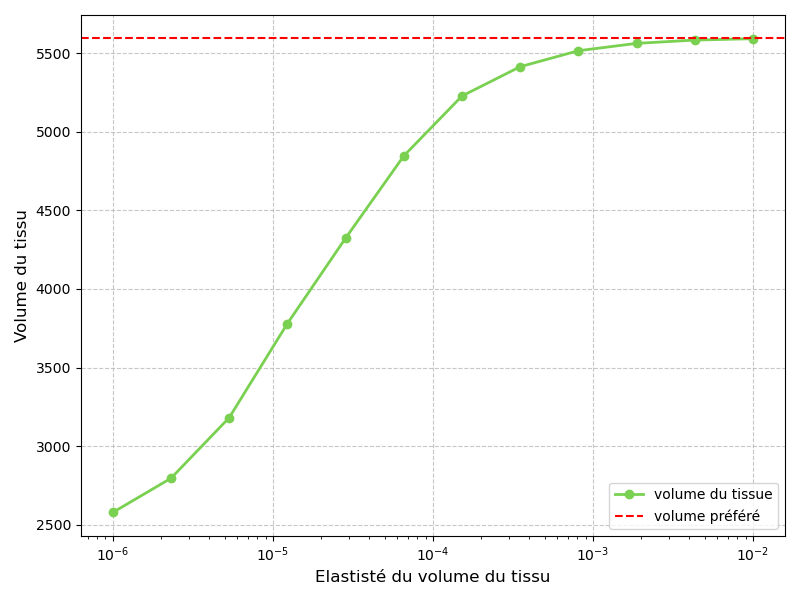 5500
5000
4500
4000
3500
3000
2500
Volume du tissu
volume du tissue
volume préféré
10⁻⁶ 10⁻⁵ 10⁻⁴ 10⁻³ 10⁻²
Elastisté du volume du tissu